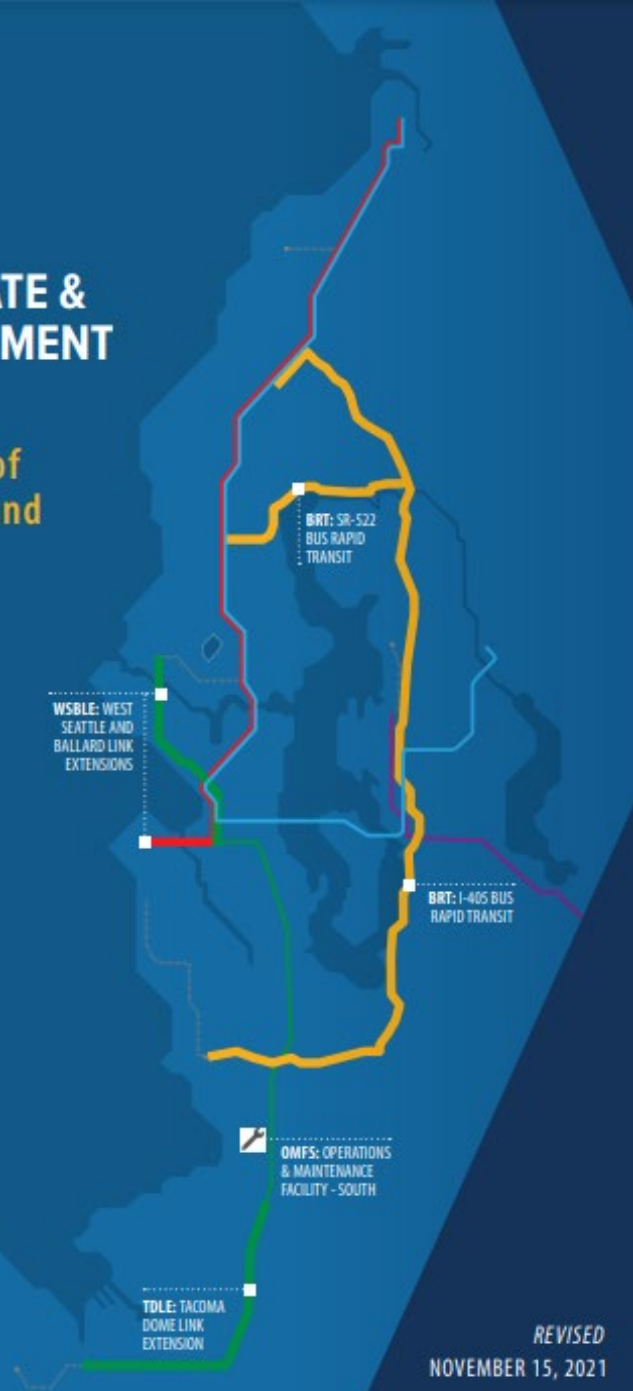 ATE &
MENT
of
nd
BRT: SR-522
BUS RAPID
TRANSIT
WSBLE: WEST
SEATTLE AND
BALLARD LINK
EXTENSIONS
BRT: I-405 BUS
RAPID TRANSIT
OMFS: OPERATIONS
& MAINTENANCE
FACILITY - SOUTH
TDLE: TACOMA
DOME LINK
EXTENSION
REVISED
NOVEMBER 15, 2021